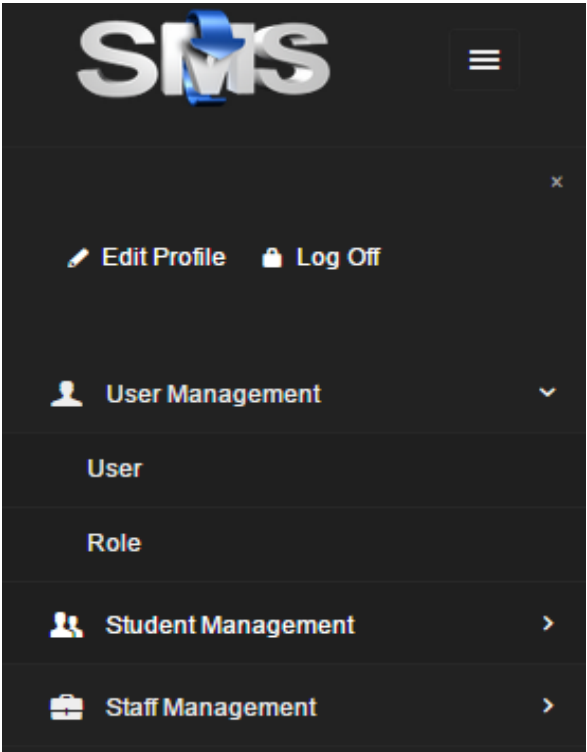 SMS
Edit Profile Log Off
User Management
User
Role
Student Management
Staff Management